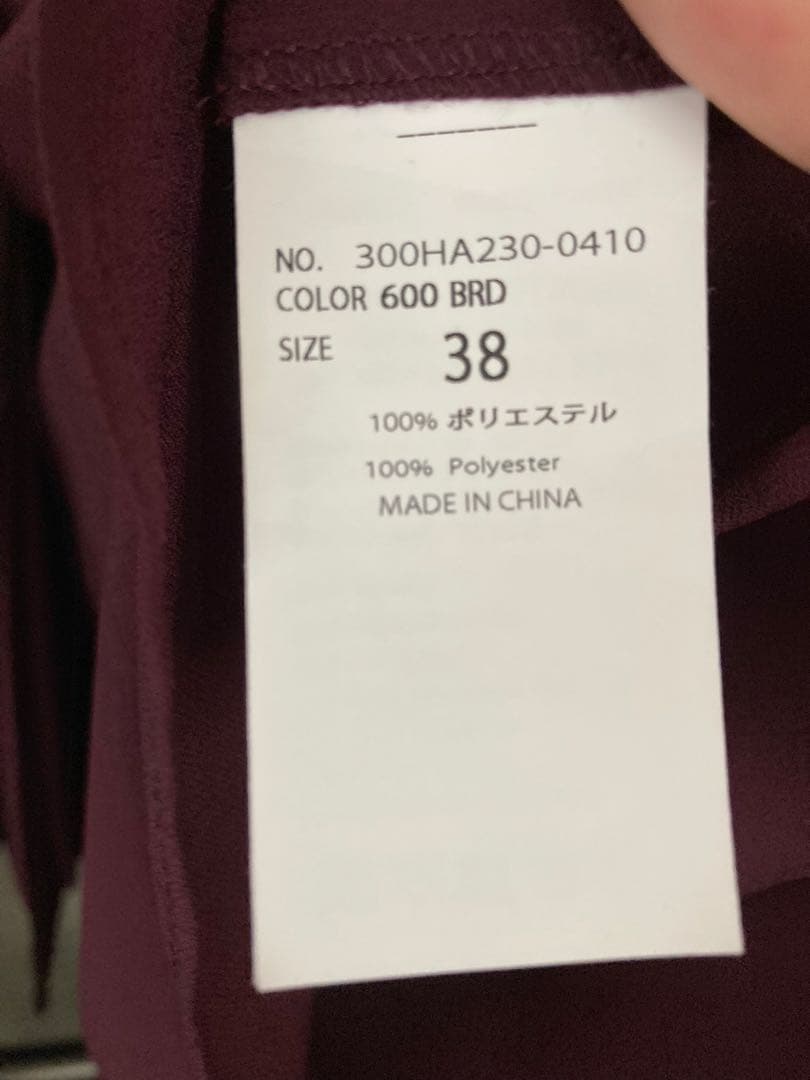 NO. 300HA230-0410
COLOR 600 BRD
SIZE 38
100% ポリエステル
100% Polyester
MADE IN CHINA